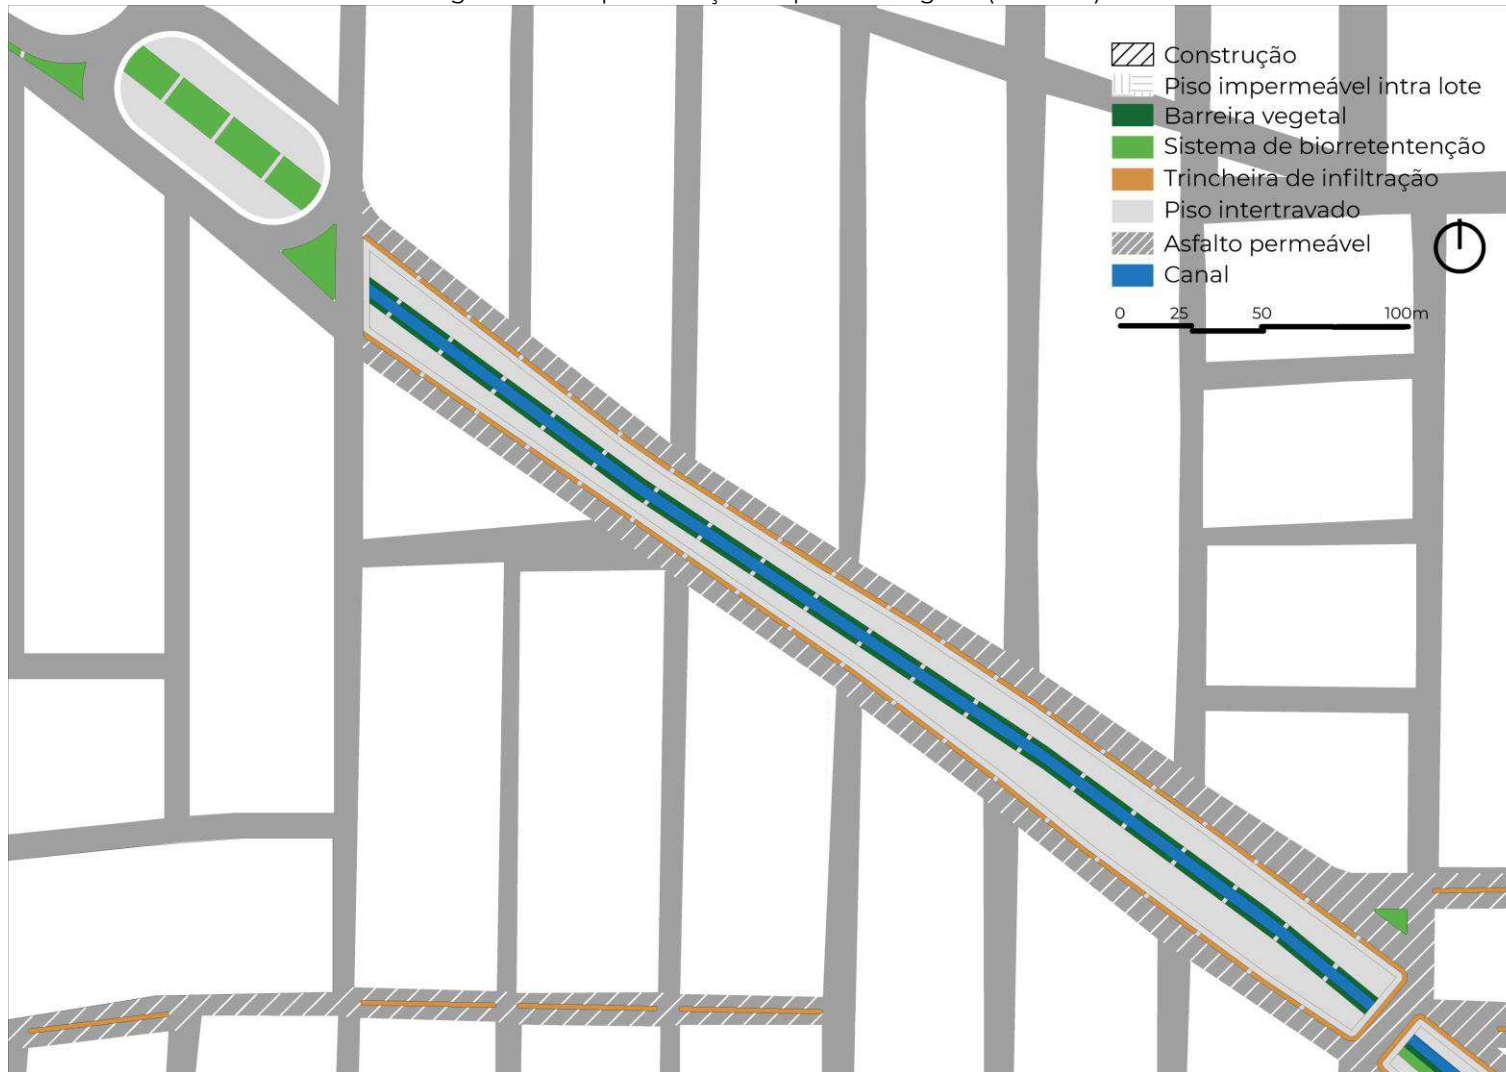 Construção
Piso impermeável intra lote
Barreira vegetal
Sistema de biorretentenção
Trincheira de infiltração
Piso intertravado
Asfalto permeável
Canal
0 25 50 100m